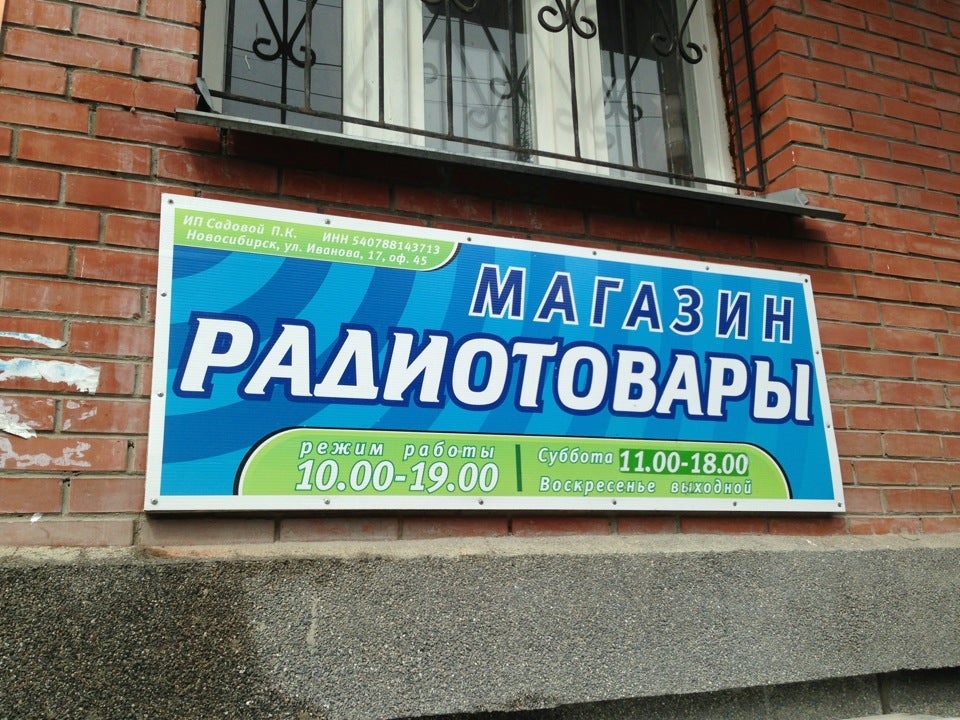 ИП Садовой П.К. ИНН 540788143713
Новосибирск, ул. Иванова, 17, оф. 45
МАГАЗИН
РАДИОТОВАРЫ
режим работы
10.00-19.00
Суббота 11.00-18.00
Воскресенье выходной